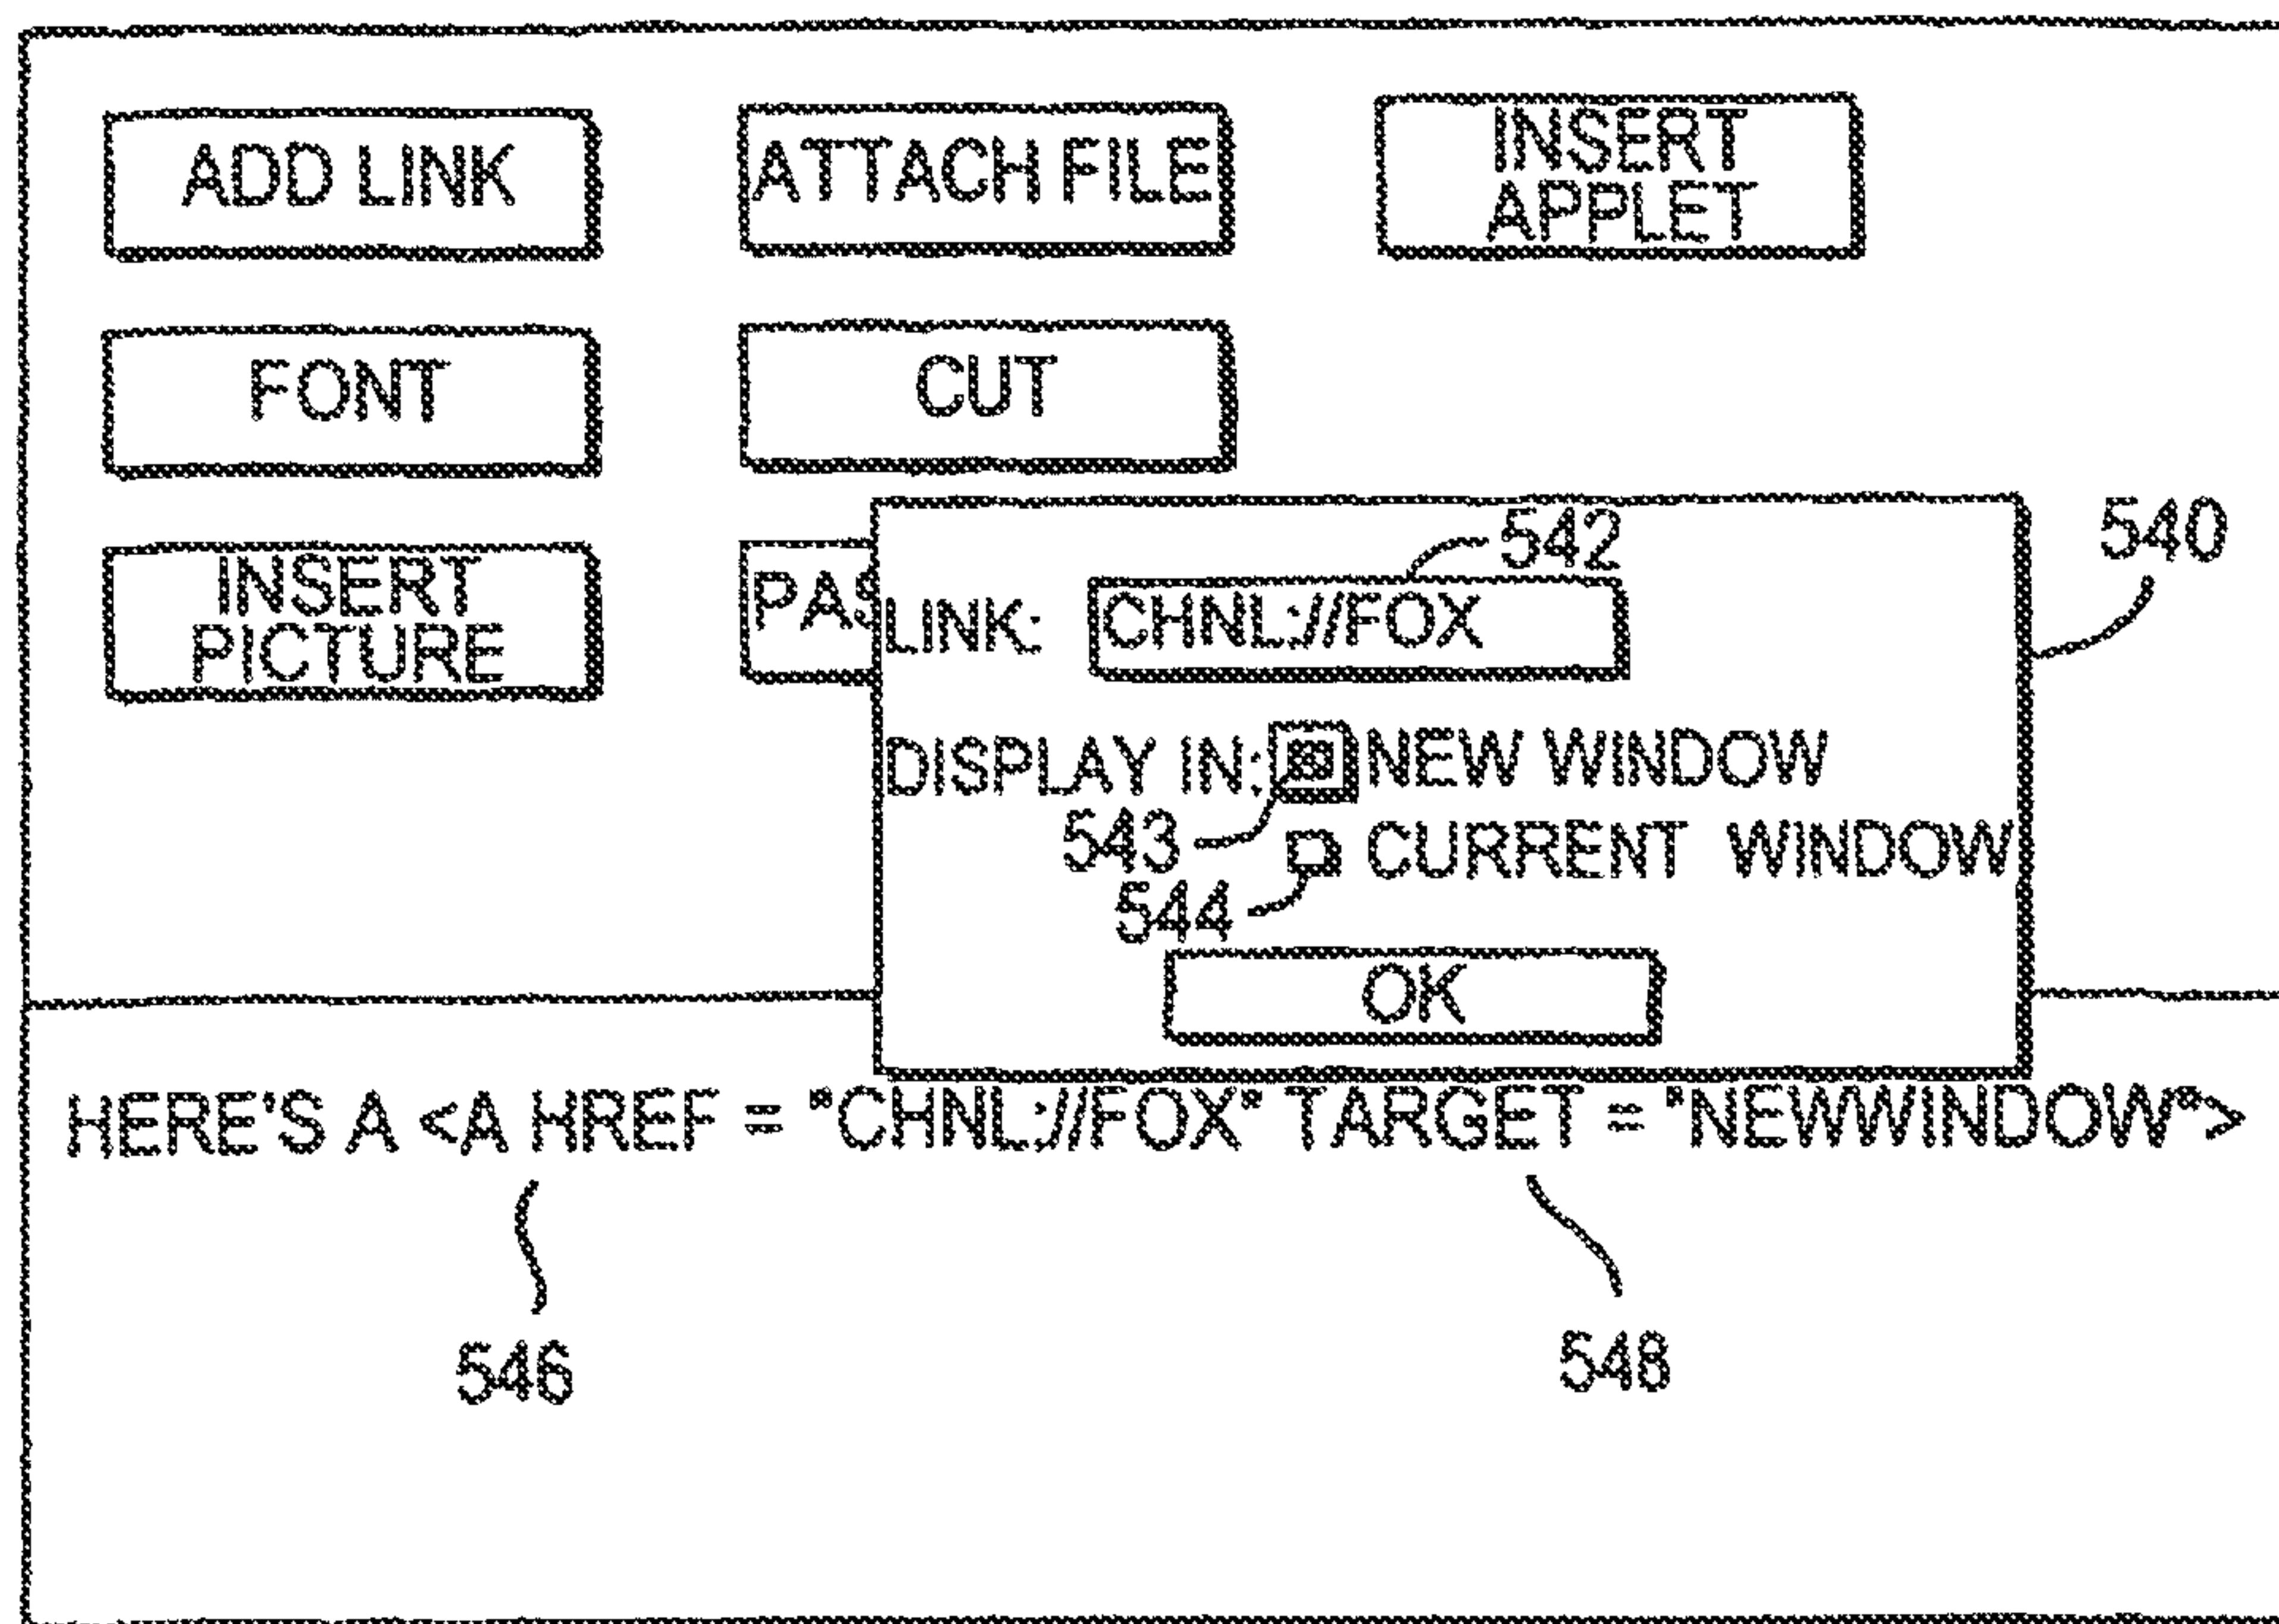 ADD LINK
ATTACH FILE
INSERT
APPLET
FONT
CUT
INSERT
PICTURE
PAS
542
540
LINK: CHNL://FOX
DISPLAY IN: NEW WINDOW
543
CURRENT WINDOW
544
OK
HERE'S A <A HREF = "CHNL://FOX" TARGET = "NEWWINDOW">
546
548